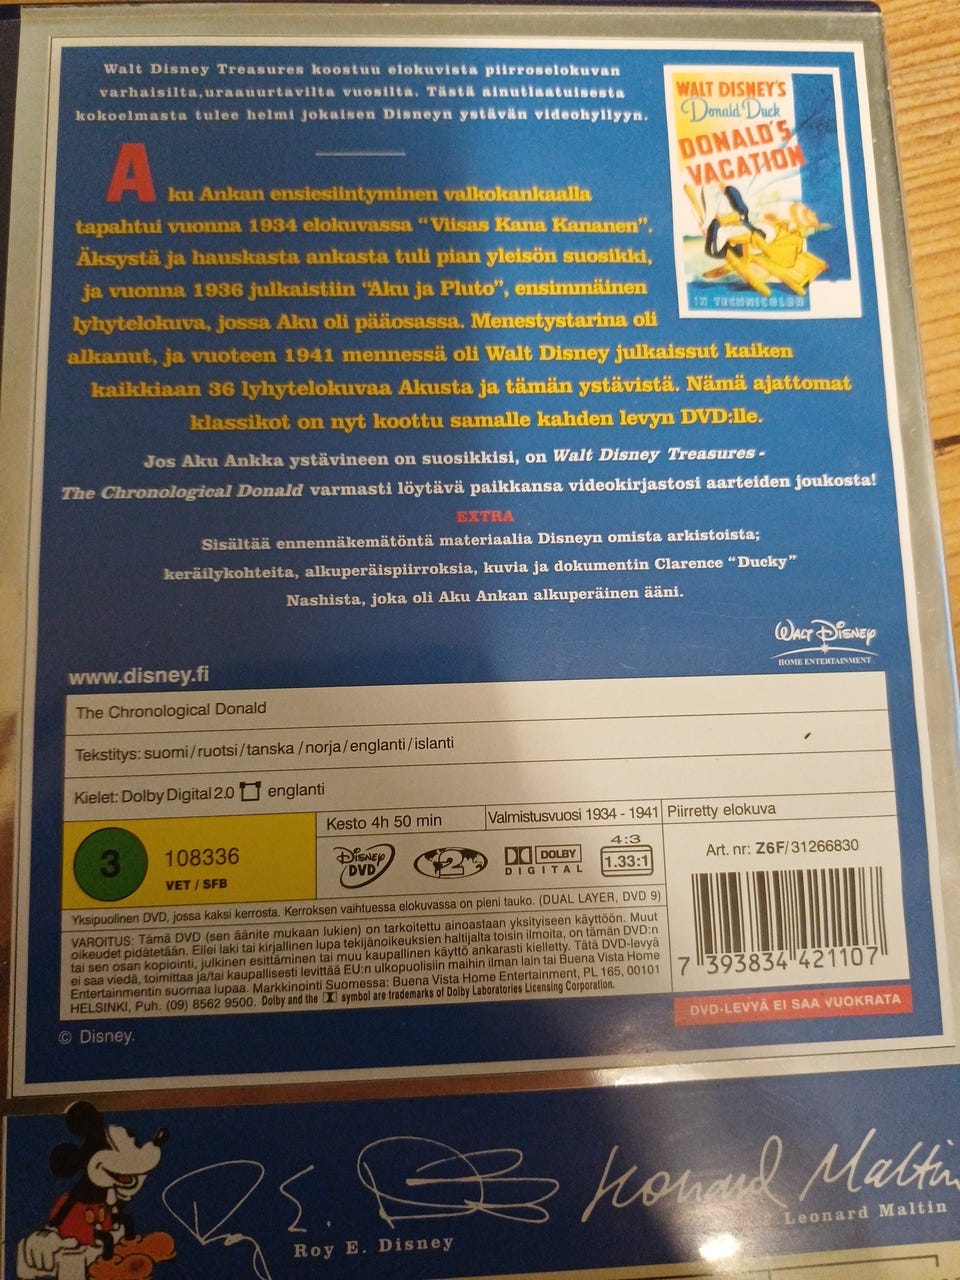 Walt Disney Treasures koostuu elokuvista piirroselokuvan
varhaisilta,uraauurtavilta vuosilta. Tästä ainutlaatuisesta
kokoelmasta tulee helmi jokaisen Disneyn ystävän videohyllyyn.
WALT DISNEY'S
Donald Duck
DONALD'S
VACATION
IN TECHNICOLOR
Aku Ankan ensiesiintyminen valkokankaalla
tapahtui vuonna 1934 elokuvassa "Viisas Kana Kananen".
Äksystä ja hauskasta ankasta tuli pian yleisön suosikki,
ja vuonna 1936 julkaistiin "Aku ja Pluto", ensimmäinen
lyhytelokuva, jossa Aku oli pääosassa. Menestystarina oli
alkanut, ja vuoteen 1941 mennessä oli Walt Disney julkaissut kaiken
kaikkiaan 36 lyhytelokuvaa Akusta ja tämän ystävistä. Nämä ajattomat
klassikot on nyt koottu samalle kahden levyn DVD:lle.
Jos Aku Ankka ystävineen on suosikkisi, on Walt Disney Treasures -
The Chronological Donald varmasti löytävä paikkansa videokirjastosi aarteiden joukosta!
EXTRA
Sisältää ennennäkemätöntä materiaalia Disneyn omista arkistoista;
keräilykohteita, alkuperäispiirroksia, kuvia ja dokumentin Clarence "Ducky"
Nashista, joka oli Aku Ankan alkuperäinen ääni.
WALT DISNEY
HOME ENTERTAINMENT
www.disney.fi
The Chronological Donald
Tekstitys: suomi/ruotsi/tanska/norja/englanti/islanti
Kielet: Dolby Digital 2.0 englanti
3
108336
VET / SFB
Kesto 4h 50 min
Valmistusvuosi 1934 - 1941
Piirretty elokuva
DISNEY DVD
2
DOLBY
DIGITAL
4:3
1.33:1
Art. nr: Z6F/31266830
Yksipuolinen DVD, jossa kaksi kerrosta. Kerroksen vaihtuessa elokuvassa on pieni tauko. (DUAL LAYER, DVD 9)
VAROITUS: Tämä DVD (sen äänite mukaan lukien) on tarkoitettu ainoastaan yksityiseen käyttöön. Muut
oikeudet pidätetään. Ellei laki tai kirjallinen lupa tekijänoikeuksien haltijalta toisin ilmoita, on tämän DVD:n
tai sen osan kopiointi, julkinen esittäminen tai muu kaupallinen käyttö ankarasti kielletty. Tätä DVD-levyä
ei saa viedä, toimittaa ja/tai kaupallisesti levittää EU:n ulkopuolisiin maihin ilman lain tai Buena Vista Home
Entertainmentin suomaa lupaa. Markkinointi Suomessa: Buena Vista Home Entertainment, PL 165, 00101
HELSINKI, Puh. (09) 8562 9500. Dolby and the symbol are trademarks of Dolby Laboratories Licensing Corporation.
7 393834 421107
DVD-LEVYÄ EI SAA VUOKRATA
© Disney.
Roy E. Disney
Leonard Maltin
Roy E. Disney
Leonard Maltin